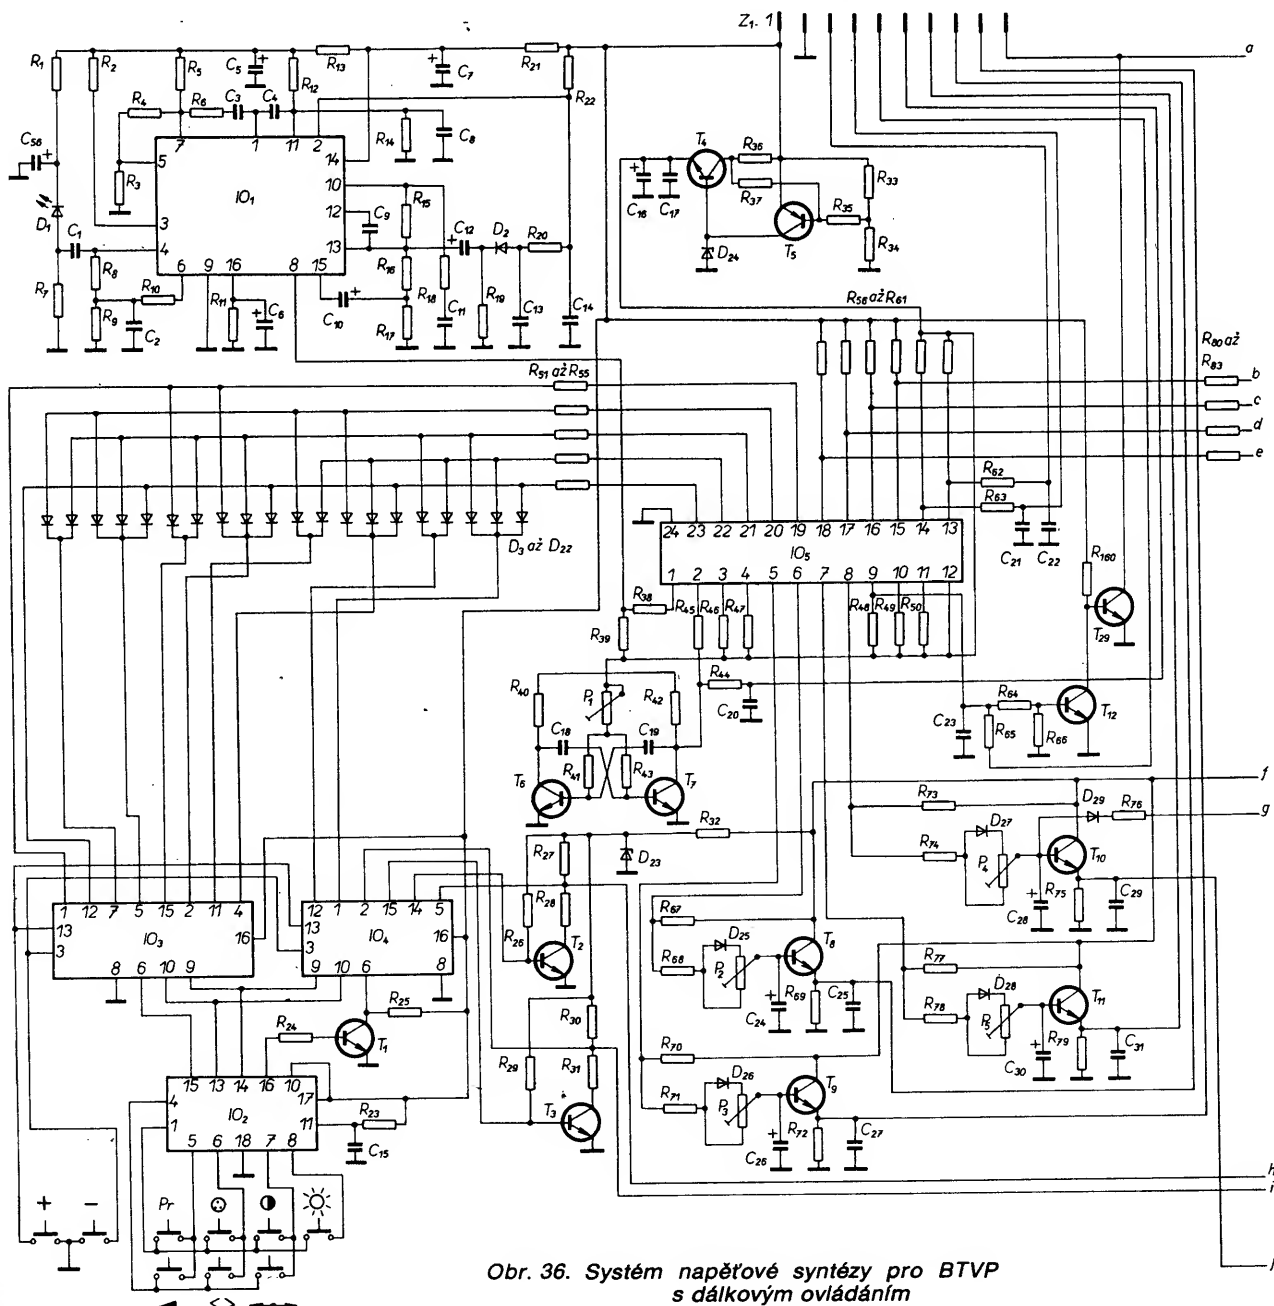 Z1. 1
R1 R2 R5 C5 + R13 + C7 R21 a
R4 R6 C3 C4 R12 R22
C56 + 7 1 11 2 R14 C8
5 14 T4 R36
R3 10 + C16 C17 R37 R33
IO1 R15
D1 C1 3 12 C9 C12 D2 R20 R35
4 13 + D24 T5 R34
R8 6 9 16 8 15 R16
R7 R10 R11 + C6 C10 + R18 R19 C13 C14 R56 až R61
R9 C2 R17 C11
R80 až
R51 až R55 R83 b
c
d
e
R62
R63
24 23 22 21 20 19 18 17 16 15 14 13
D3 až D22 IO5 C21 C22
1 2 3 4 5 6 7 8 9 10 11 12 R160
R38 R45 R46 R47 R48 R49 R50
R39 T29
R44
R40 P1 R42 C20 R64
C18 C19 C23 R65 R66 T12
R41 R43
T6 T7 f
R73 D29 R76
R32 g
R27 D23 R74 D27 P4 T10
R28 R75 + C28 C29
1 12 7 5 15 2 11 4 12 1 2 15 14 5 R67
13 16 13 R26 T2 D25 T8 R77
3 IO3 3 IO4 16 R68 P2 D28 T11
8 6 10 9 9 10 6 8 R69 C25 R78 P5
R25 + C24 R79 C31
R24 R30 + C30
T1 R70
15 13 14 16 10 R29 R31 D26 T9
4 17 R71 P3
1 IO2 11 R23 T3 R72 C27
5 6 18 7 8 C15 + C26
h
+ − Pr i
j
Obr. 36. Systém napěťové syntézy pro BTVP
s dálkovým ovládáním